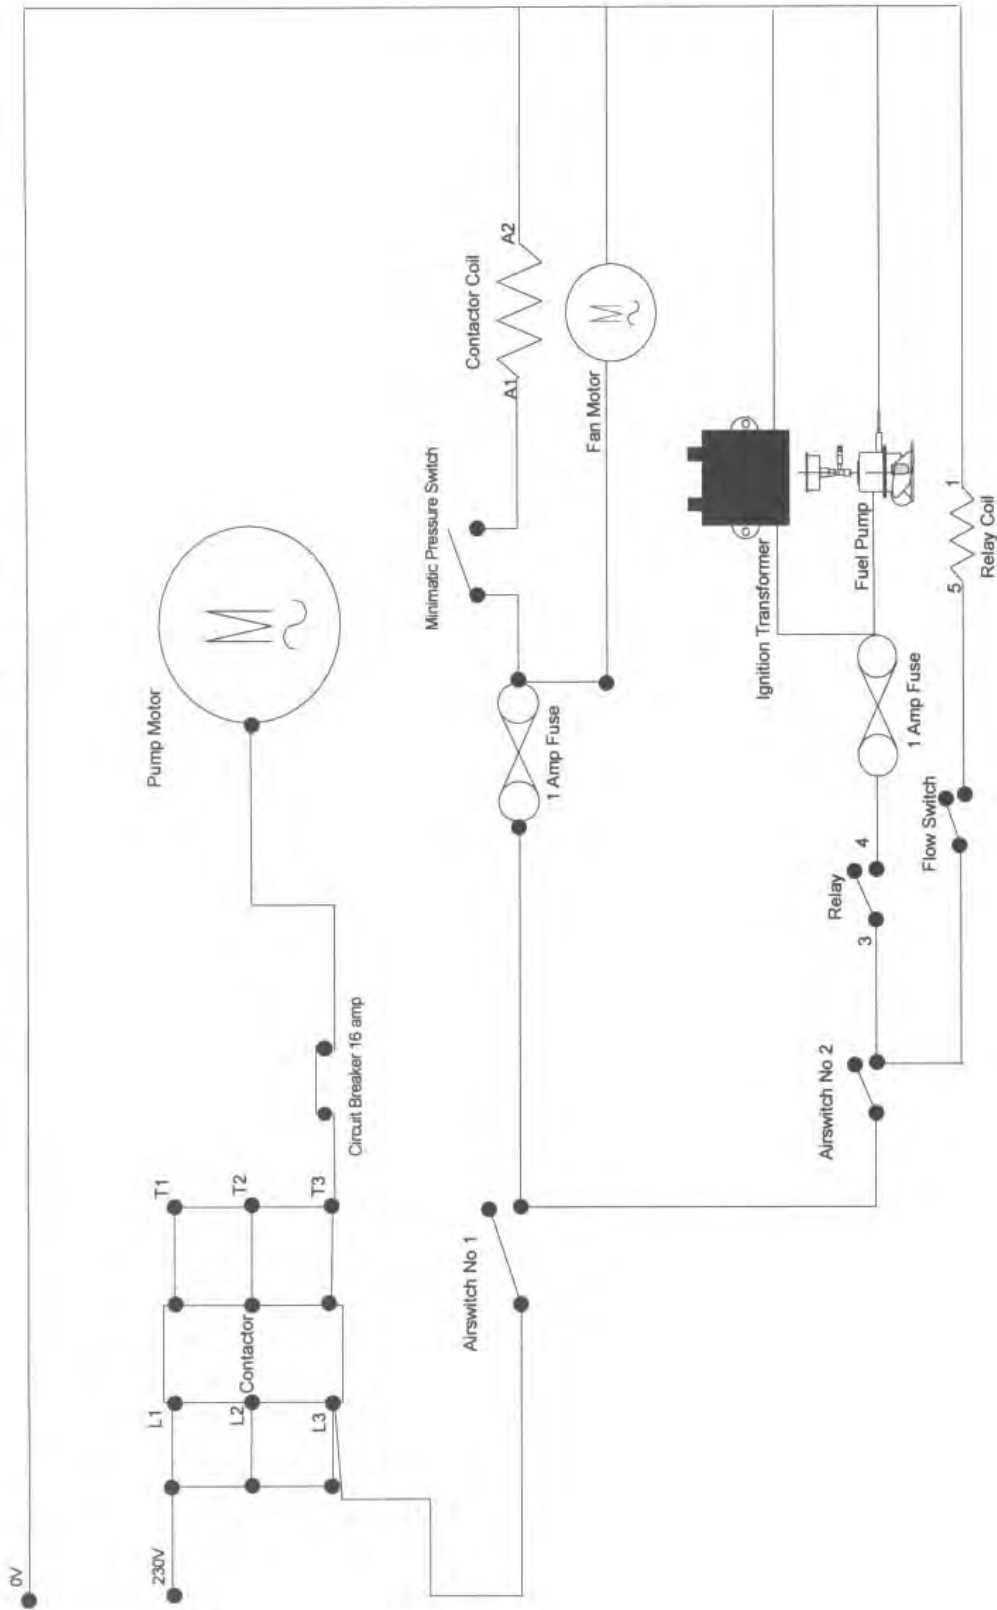 0V
230V
L1
L2
L3
Contactor
T1
T2
T3
Circuit Breaker 16 amp
Pump Motor
M
Airswitch No 1
1 Amp Fuse
Minimatic Pressure Switch
A1
Contactor Coil
A2
Fan Motor
M
Airswitch No 2
3
Relay
4
1 Amp Fuse
Ignition Transformer
Fuel Pump
Flow Switch
5
Relay Coil
1